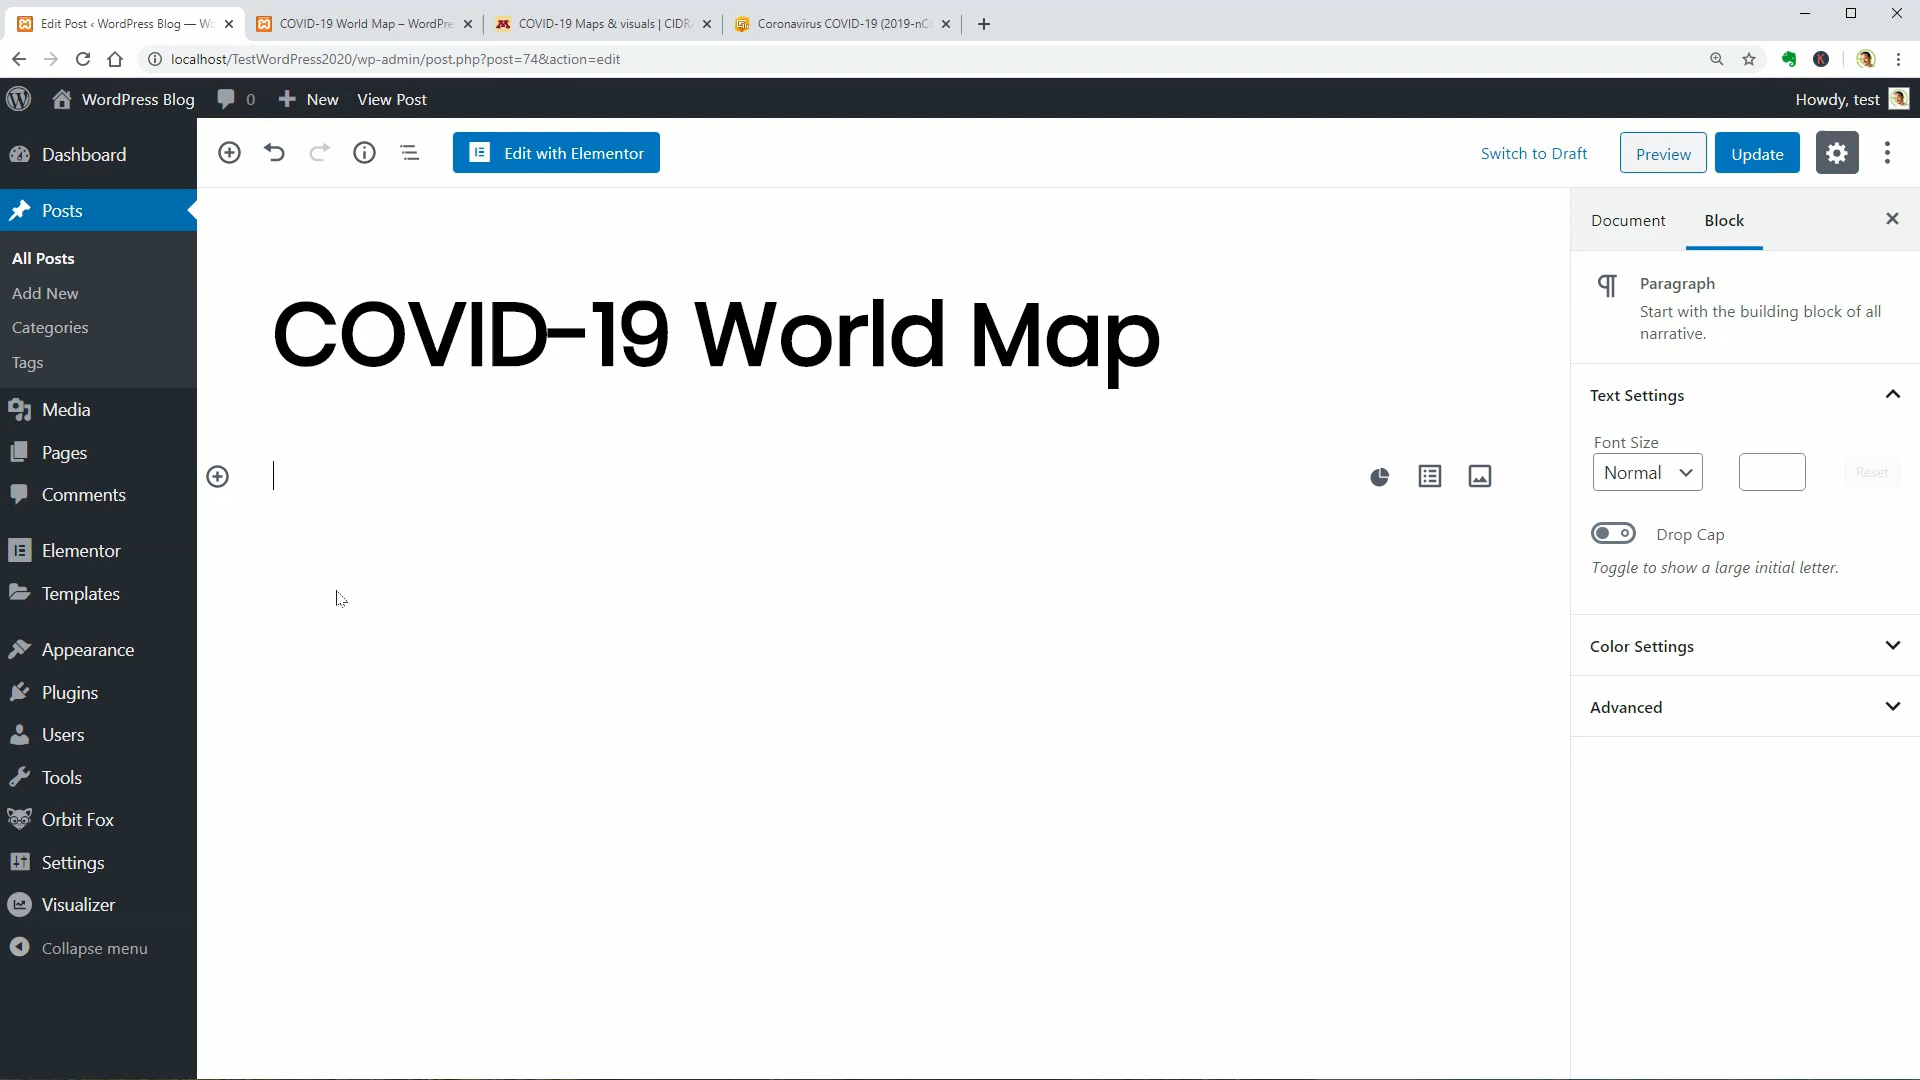 Edit Post ‹ WordPress Blog — Wo
COVID-19 World Map – WordPre
COVID-19 Maps & visuals | CIDR
Coronavirus COVID-19 (2019-nC
localhost/TestWordPress2020/wp-admin/post.php?post=74&action=edit
WordPress Blog
0
New
View Post
Howdy, test
Dashboard
Posts
All Posts
Add New
Categories
Tags
Media
Pages
Comments
Elementor
Templates
Appearance
Plugins
Users
Tools
Orbit Fox
Settings
Visualizer
Collapse menu
Edit with Elementor
Switch to Draft
Preview
Update
COVID-19 World Map
Document
Block
Paragraph
Start with the building block of all
narrative.
Text Settings
Font Size
Normal
Reset
Drop Cap
Toggle to show a large initial letter.
Color Settings
Advanced